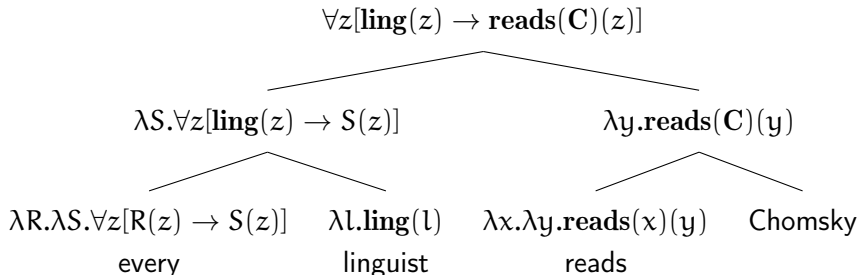 ∀z[ling(z) → reads(C)(z)]
λS.∀z[ling(z) → S(z)] λy.reads(C)(y)
λR.λS.∀z[R(z) → S(z)] λl.ling(l) λx.λy.reads(x)(y) Chomsky
every linguist reads